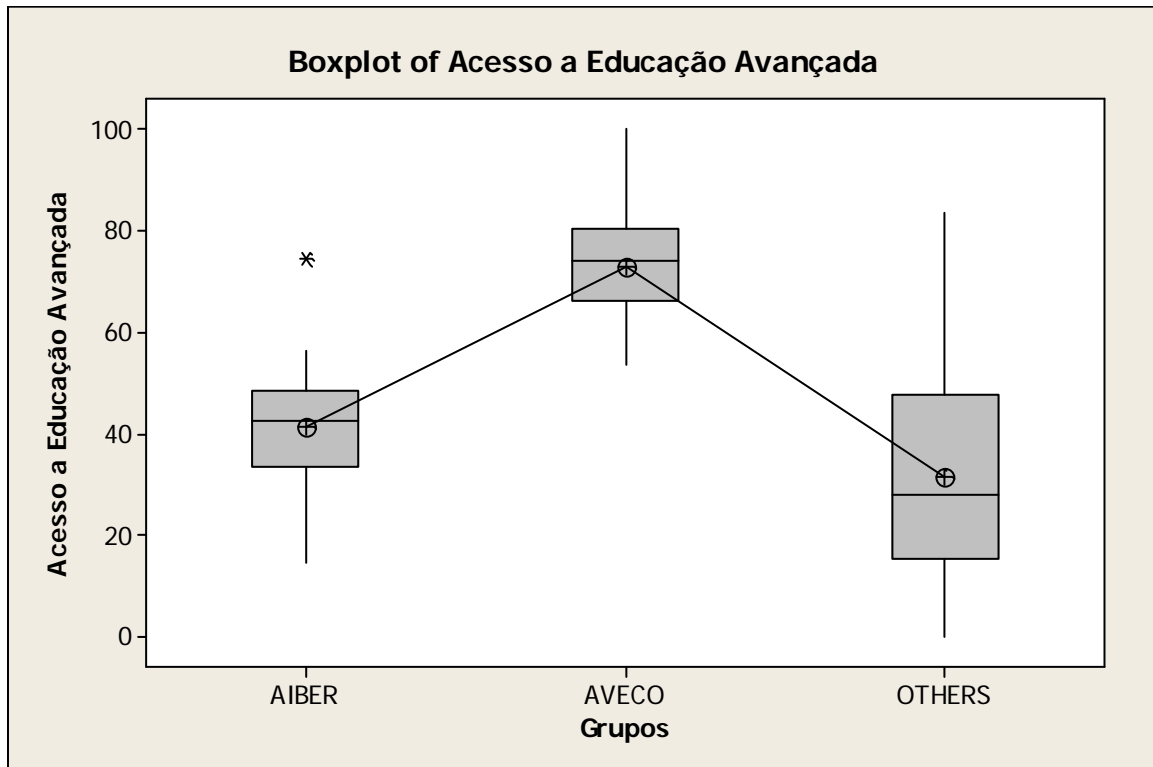 Boxplot of Acesso a Educação Avançada
Acesso a Educação Avançada
100
80
60
40
20
0
AIBER AVECO OTHERS
Grupos